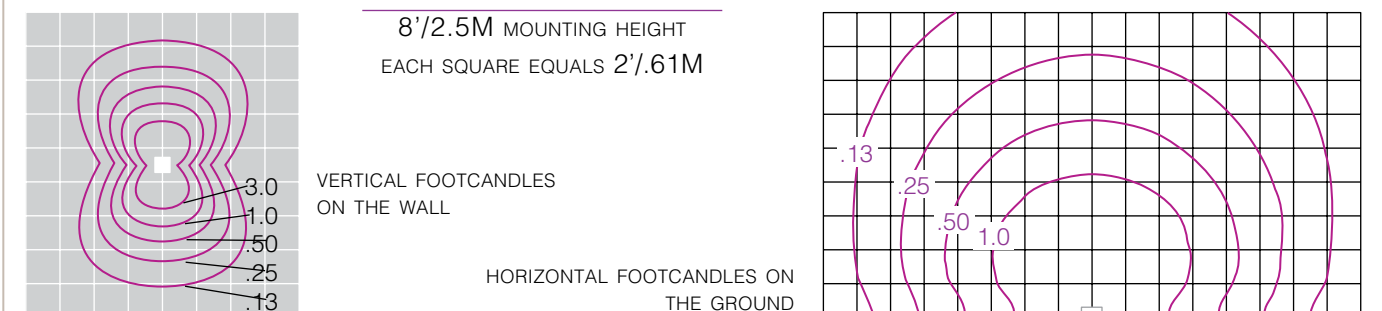 8’/2.5M MOUNTING HEIGHT
EACH SQUARE EQUALS 2’/.61M
3.0
1.0
.50
.25
.13
VERTICAL FOOTCANDLES
ON THE WALL
HORIZONTAL FOOTCANDLES ON
THE GROUND
.13
.25
.50
1.0